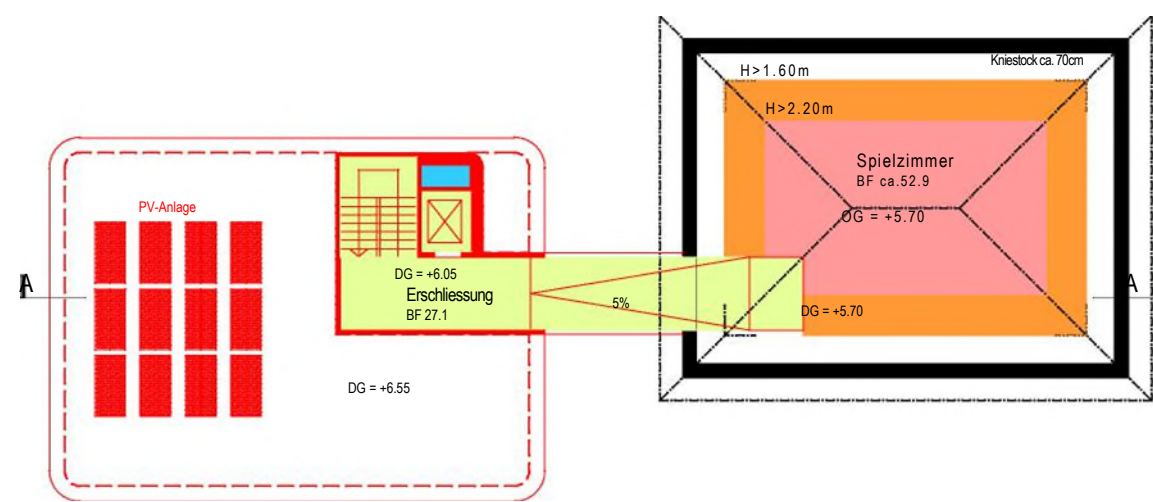 Kniestock ca. 70cm
H>1.60m
H>2.20m
Spielzimmer
BF ca.52.9
OG = +5.70
PV-Anlage
DG = +6.05
Erschliessung
BF 27.1
5%
DG = +5.70
A
A
DG = +6.55